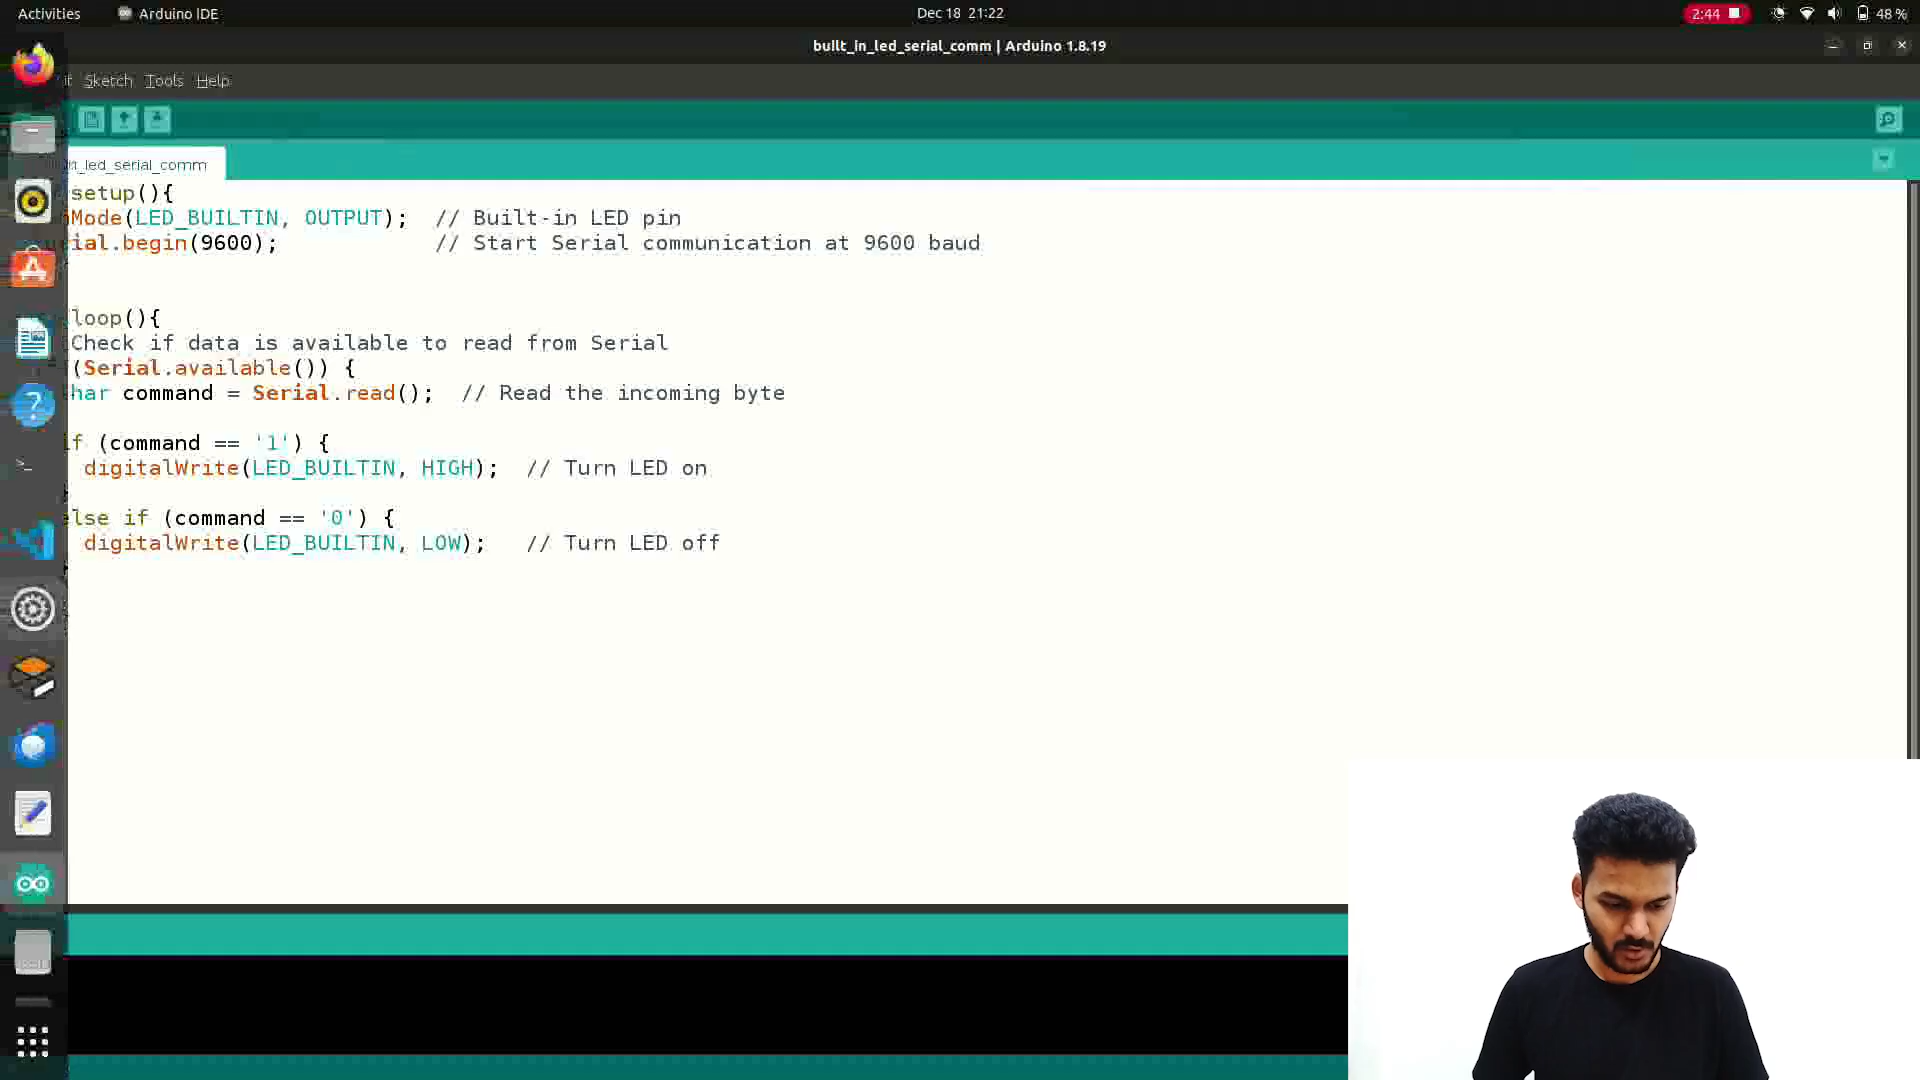 Activities
Arduino IDE
Dec 18 21:22
2:44
48 %
built_in_led_serial_comm | Arduino 1.8.19
Sketch Tools Help
_led_serial_comm
setup(){
Mode(LED_BUILTIN, OUTPUT); // Built-in LED pin
ial.begin(9600); // Start Serial communication at 9600 baud
loop(){
Check if data is available to read from Serial
(Serial.available()) {
har command = Serial.read(); // Read the incoming byte
if (command == '1') {
digitalWrite(LED_BUILTIN, HIGH); // Turn LED on
lse if (command == '0') {
digitalWrite(LED_BUILTIN, LOW); // Turn LED off